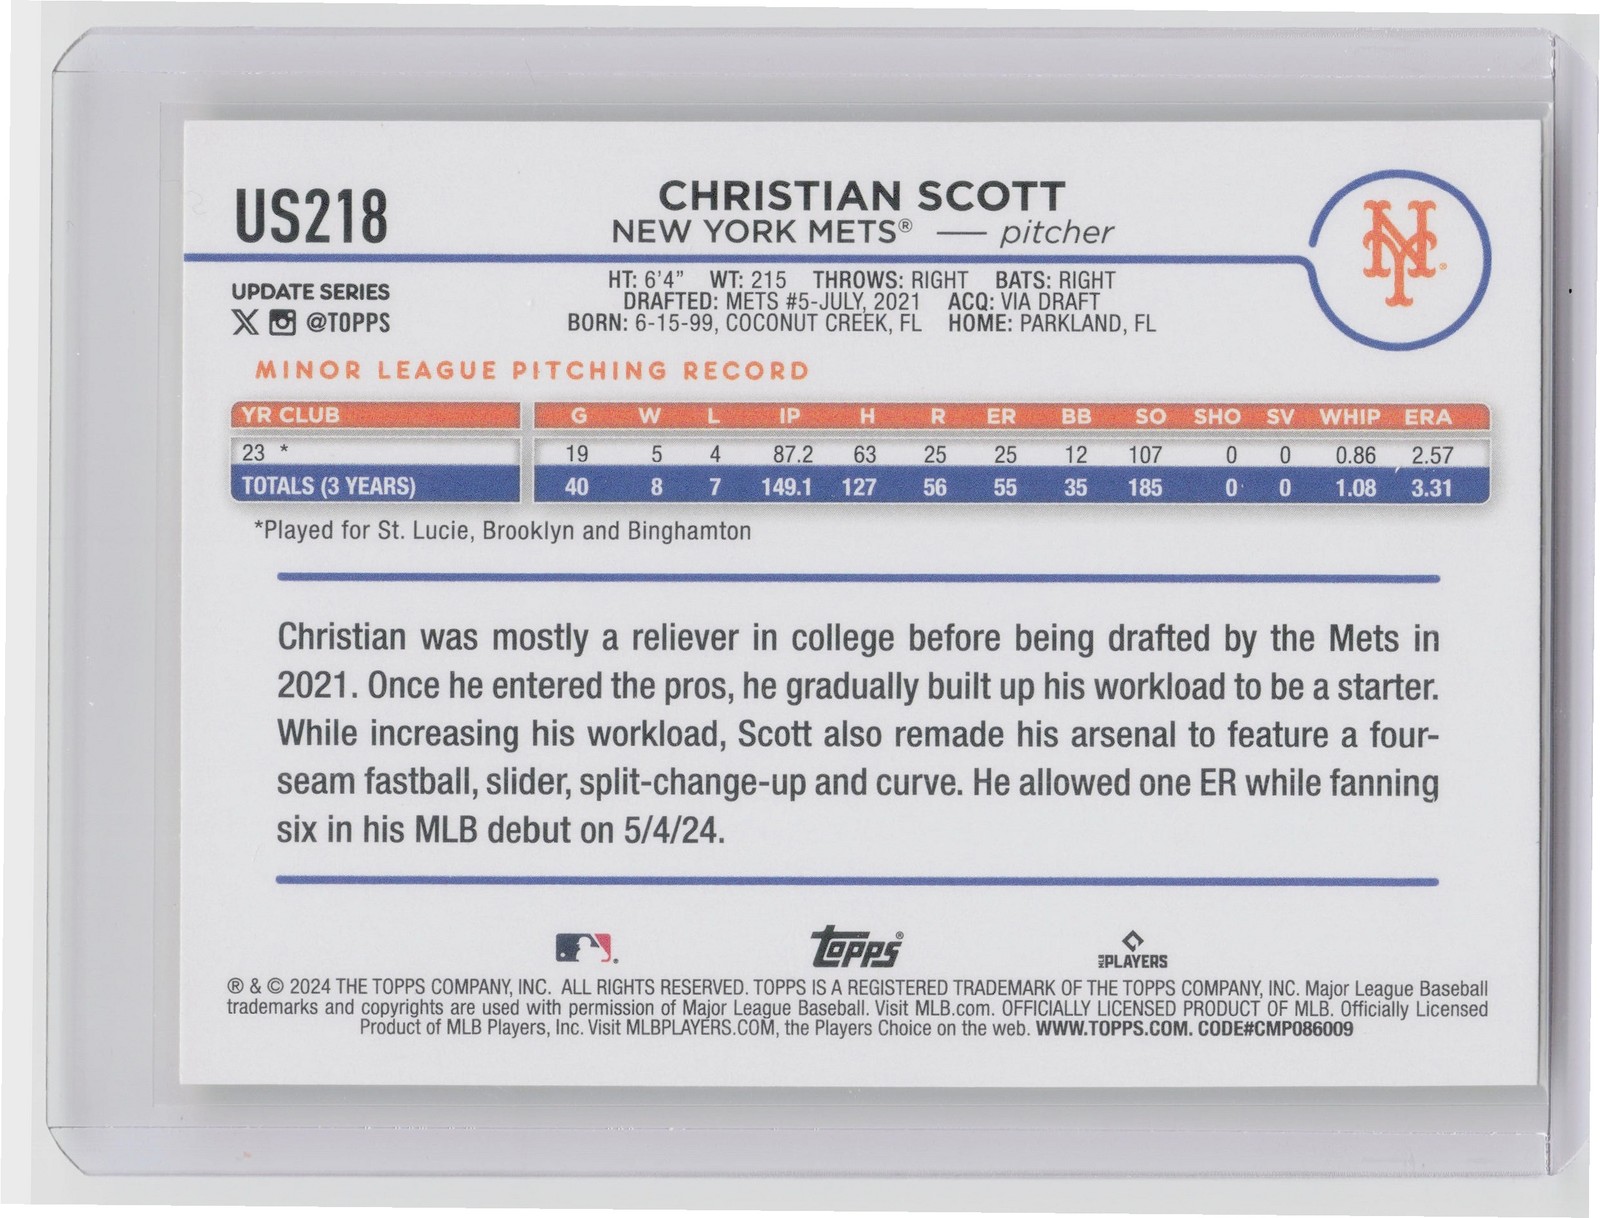 US218
CHRISTIAN SCOTT
NEW YORK METS® — pitcher
NY
UPDATE SERIES
X @TOPPS
HT: 6'4" WT: 215 THROWS: RIGHT BATS: RIGHT
DRAFTED: METS #5-JULY, 2021 ACQ: VIA DRAFT
BORN: 6-15-99, COCONUT CREEK, FL HOME: PARKLAND, FL
MINOR LEAGUE PITCHING RECORD
YR CLUB G W L IP H R ER BB SO SHO SV WHIP ERA
23 * 19 5 4 87.2 63 25 25 12 107 0 0 0.86 2.57
TOTALS (3 YEARS) 40 8 7 149.1 127 56 55 35 185 0 0 1.08 3.31
*Played for St. Lucie, Brooklyn and Binghamton
Christian was mostly a reliever in college before being drafted by the Mets in
2021. Once he entered the pros, he gradually built up his workload to be a starter.
While increasing his workload, Scott also remade his arsenal to feature a four-
seam fastball, slider, split-change-up and curve. He allowed one ER while fanning
six in his MLB debut on 5/4/24.
Topps®
MLB PLAYERS
® & © 2024 THE TOPPS COMPANY, INC. ALL RIGHTS RESERVED. TOPPS IS A REGISTERED TRADEMARK OF THE TOPPS COMPANY, INC. Major League Baseball
trademarks and copyrights are used with permission of Major League Baseball. Visit MLB.com. OFFICIALLY LICENSED PRODUCT OF MLB. Officially Licensed
Product of MLB Players, Inc. Visit MLBPLAYERS.COM, the Players Choice on the web. WWW.TOPPS.COM. CODE#CMP086009